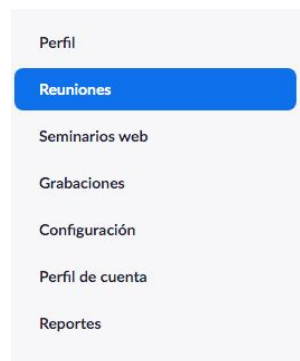 Perfil
Reuniones
Seminarios web
Grabaciones
Configuración
Perfil de cuenta
Reportes